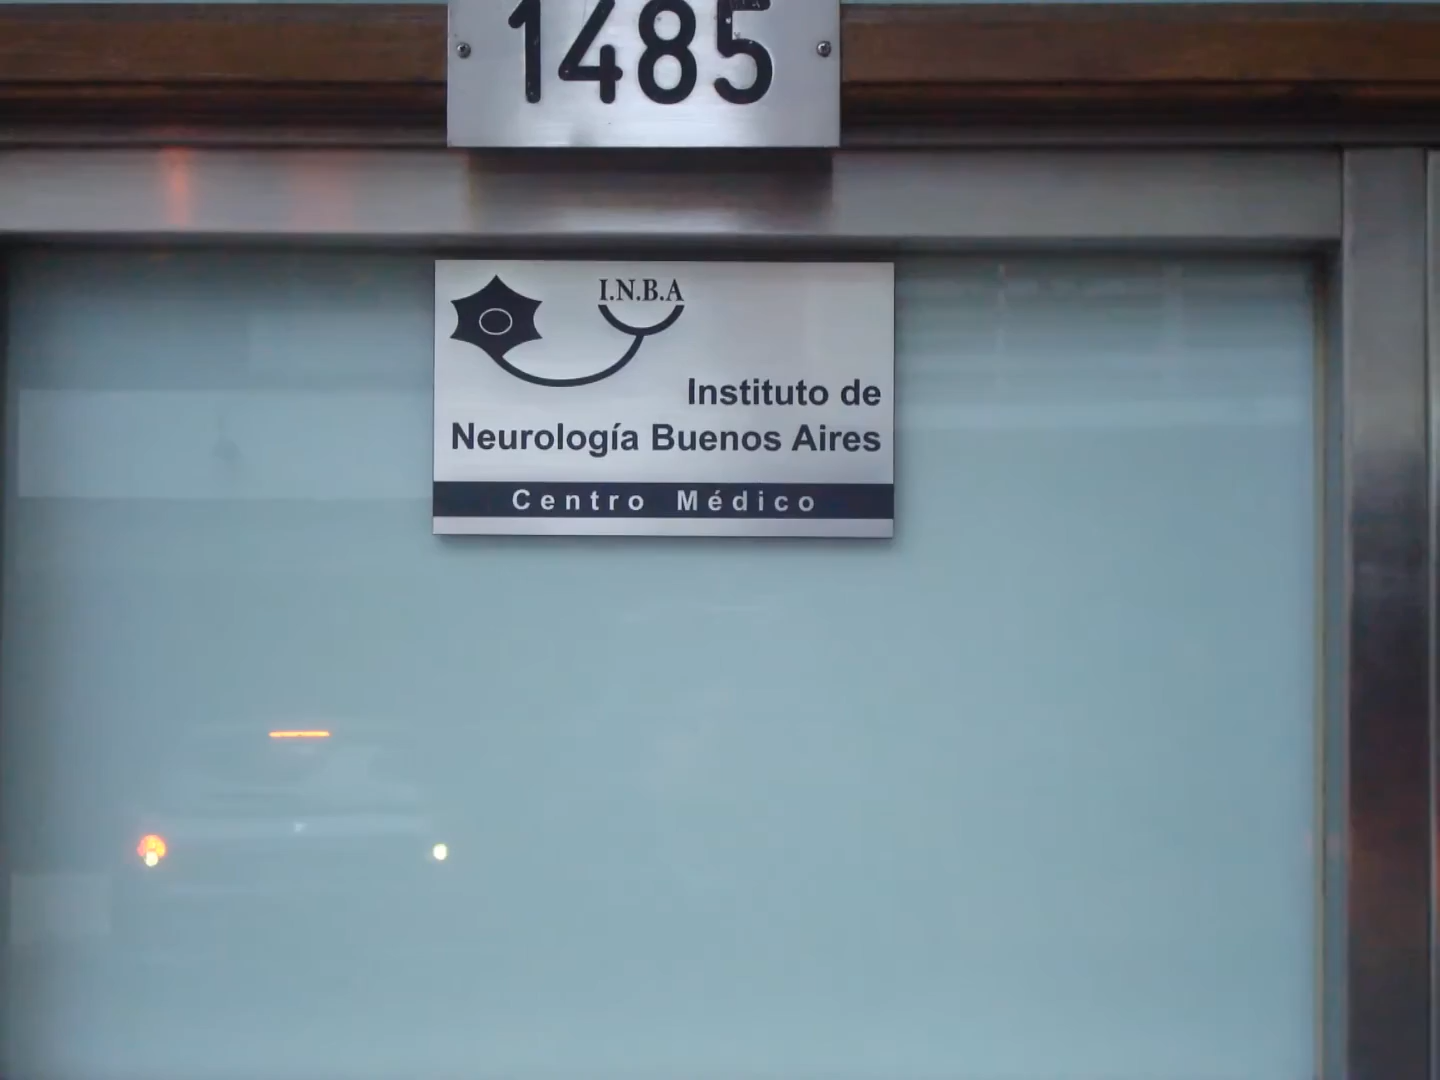 1485
I.N.B.A
Instituto de
Neurología Buenos Aires
Centro Médico